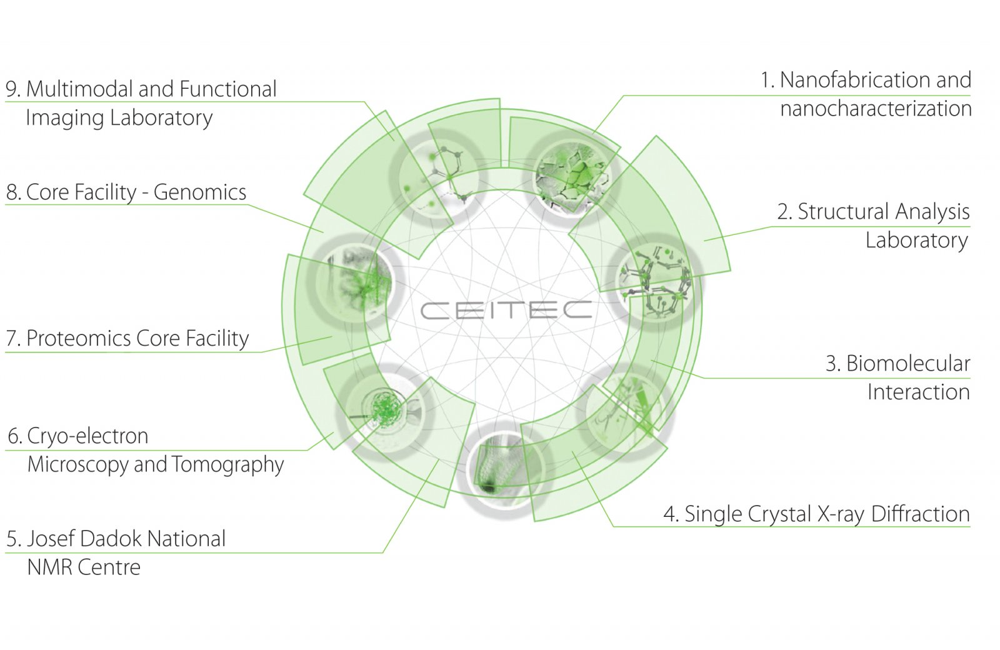 1. Nanofabrication and
nanocharacterization
2. Structural Analysis
Laboratory
3. Biomolecular
Interaction
4. Single Crystal X-ray Diffraction
5. Josef Dadok National
NMR Centre
6. Cryo-electron
Microscopy and Tomography
7. Proteomics Core Facility
8. Core Facility - Genomics
9. Multimodal and Functional
Imaging Laboratory
CEITEC